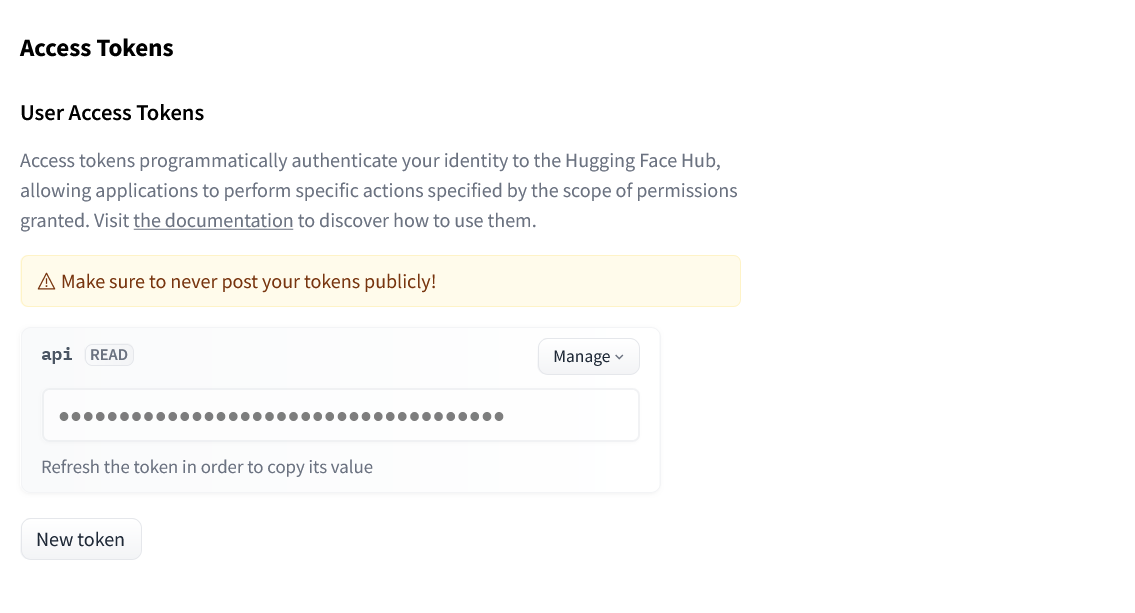 Access Tokens
User Access Tokens
Access tokens programmatically authenticate your identity to the Hugging Face Hub,
allowing applications to perform specific actions specified by the scope of permissions
granted. Visit the documentation to discover how to use them.
⚠ Make sure to never post your tokens publicly!
api READ Manage
•••••••••••••••••••••••••••••••••••••
Refresh the token in order to copy its value
New token